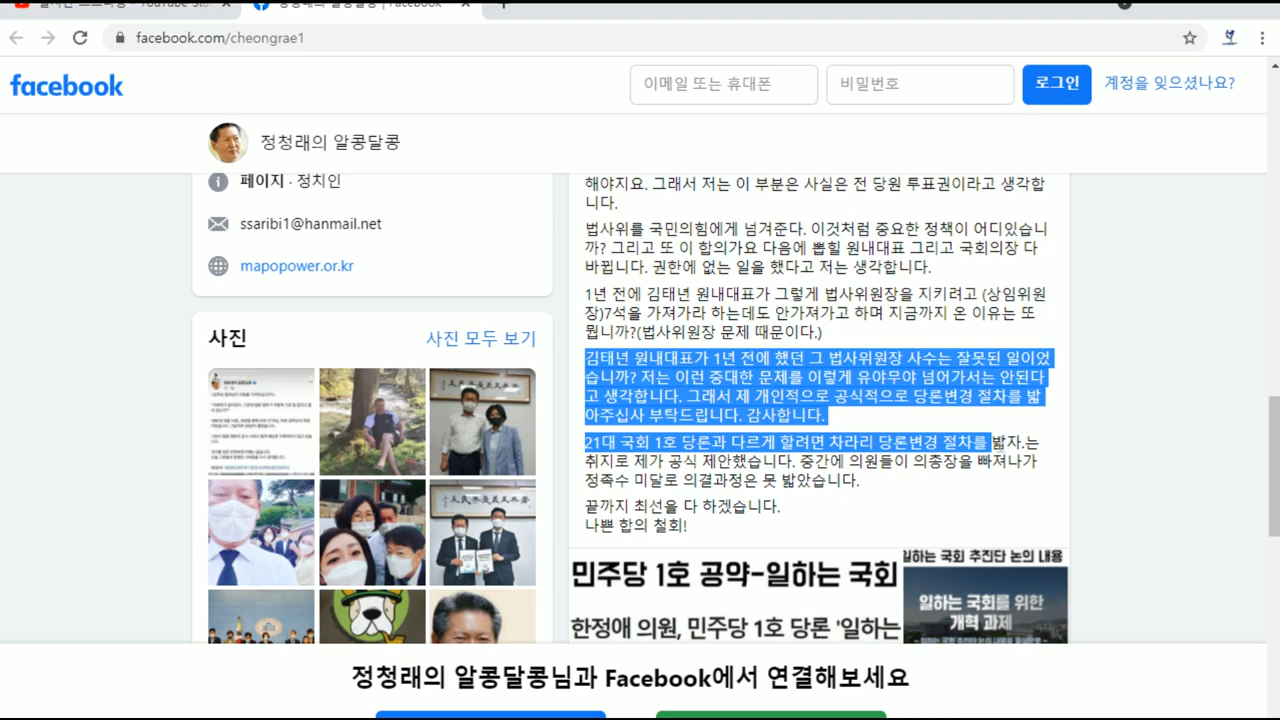 facebook.com/cheongrae1
facebook
이메일 또는 휴대폰
비밀번호
로그인
계정을 잊으셨나요?
정청래의 알콩달콩
페이지 · 정치인
ssaribi1@hanmail.net
mapopower.or.kr
사진
사진 모두 보기
해야지요. 그래서 저는 이 부분은 사실은 전 당원 투표권이라고 생각합
니다.
법사위를 국민의힘에게 넘겨준다. 이것처럼 중요한 정책이 어디있습니
까? 그리고 또 이 합의가요 다음에 뽑힐 원내대표 그리고 국회의장 다
바뀝니다. 권한에 없는 일을 했다고 저는 생각합니다.
1년 전에 김태년 원내대표가 그렇게 법사위원장을 지키려고 (상임위원
장)7석을 가져가라 하는데도 안가져가고 하며 지금까지 온 이유는 또
뭡니까?(법사위원장 문제 때문이다.)
김태년 원내대표가 1년 전에 했던 그 법사위원장 사수는 잘못된 일이었
습니까? 저는 이런 중대한 문제를 이렇게 유야무야 넘어가서는 안된다
고 생각합니다. 그래서 제 개인적으로 공식적으로 당론변경 절차를 밟
아주십사 부탁드립니다. 감사합니다.
21대 국회 1호 당론과 다르게 할려면 차라리 당론변경 절차를 밟자.는
취지로 제가 공식 제안했습니다. 중간에 의원들이 의총장을 빠져나가
정족수 미달로 의결과정은 못 밟았습니다.
끝까지 최선을 다 하겠습니다.
나쁜 합의 철회!
민주당 1호 공약-일하는 국회
한정애 의원, 민주당 1호 당론 '일하는
일하는 국회 추진단 논의 내용
일하는 국회를 위한
개혁 과제
정청래의 알콩달콩님과 Facebook에서 연결해보세요